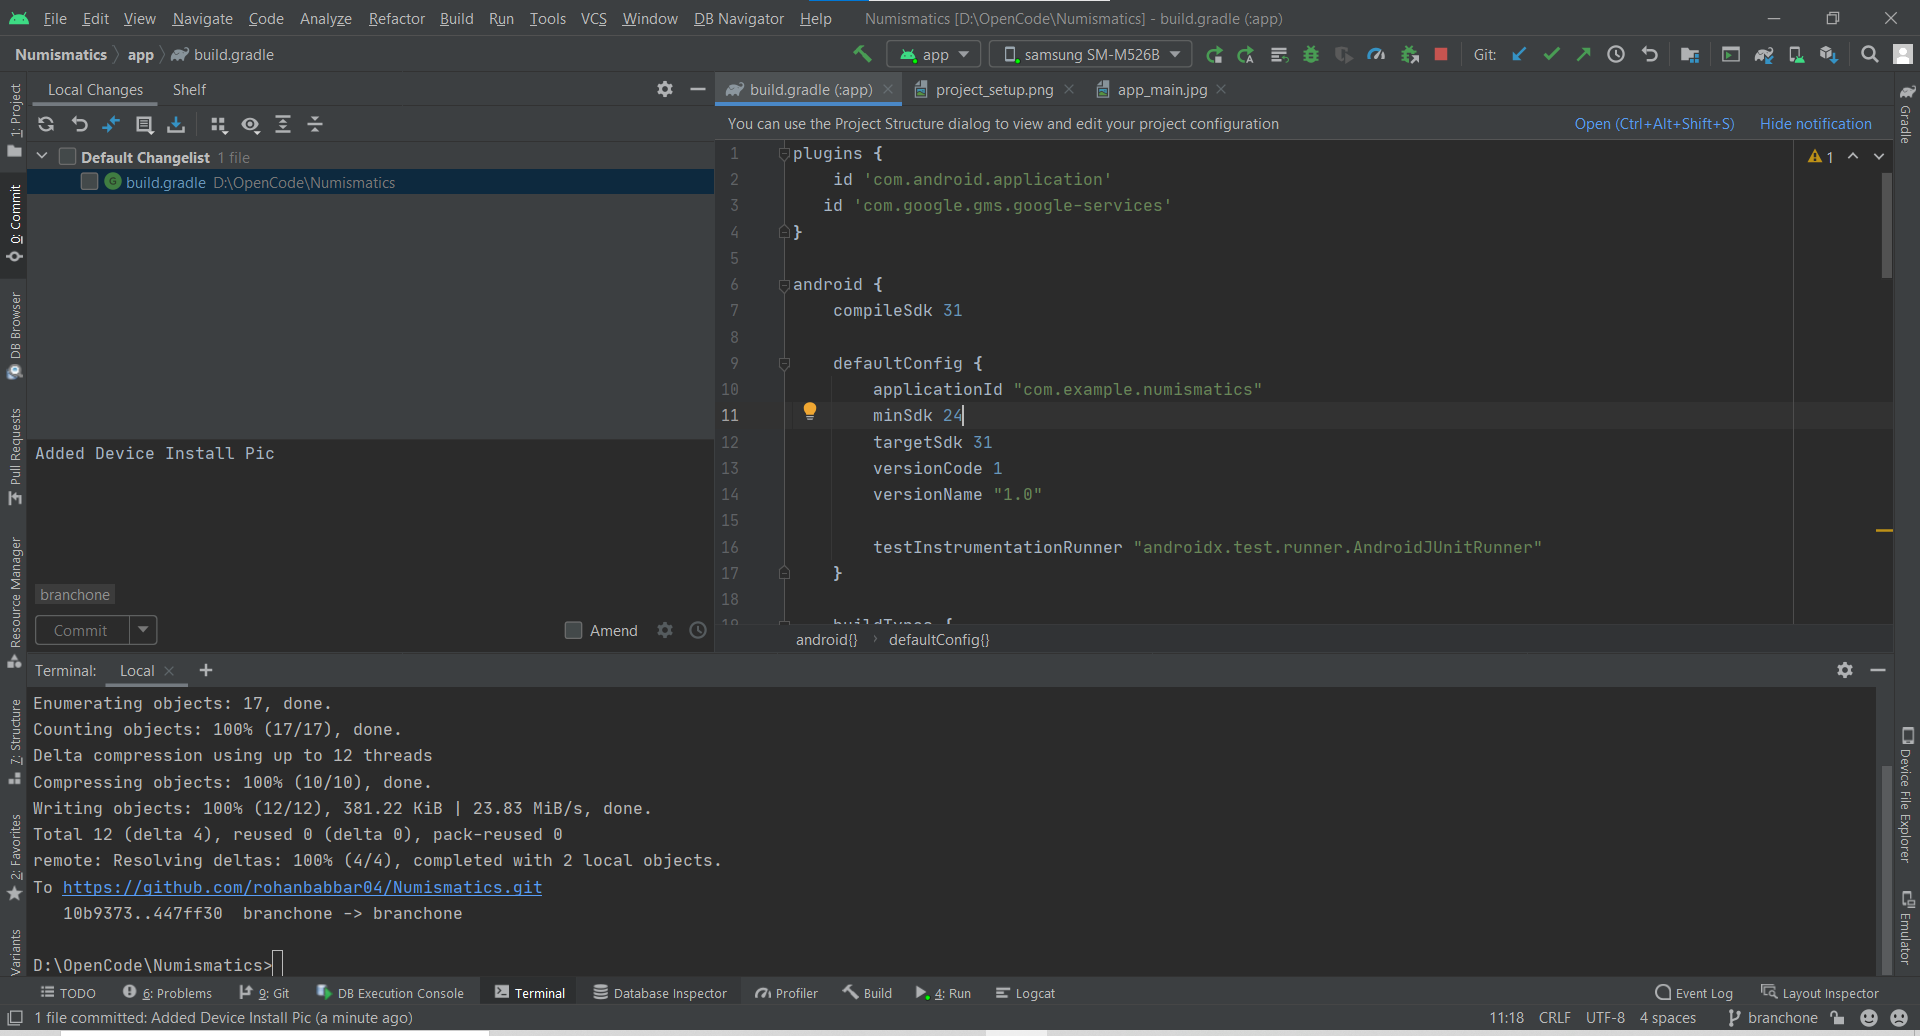 File Edit View Navigate Code Analyze Refactor Build Run Tools VCS Window DB Navigator Help Numismatics [D:\OpenCode\Numismatics] - build.gradle (:app)
Numismatics app build.gradle app samsung SM-M526B Git:
Local Changes Shelf
build.gradle (:app) project_setup.png app_main.jpg
You can use the Project Structure dialog to view and edit your project configuration Open (Ctrl+Alt+Shift+S) Hide notification
Default Changelist 1 file
build.gradle D:\OpenCode\Numismatics
Added Device Install Pic
branchone
Commit Amend
1 plugins {
2 id 'com.android.application'
3 id 'com.google.gms.google-services'
4 }
5
6 android {
7 compileSdk 31
8
9 defaultConfig {
10 applicationId "com.example.numismatics"
11 minSdk 24
12 targetSdk 31
13 versionCode 1
14 versionName "1.0"
15
16 testInstrumentationRunner "androidx.test.runner.AndroidJUnitRunner"
17 }
18
19 buildTypes {
1
android{} defaultConfig{}
Terminal: Local
Enumerating objects: 17, done.
Counting objects: 100% (17/17), done.
Delta compression using up to 12 threads
Compressing objects: 100% (10/10), done.
Writing objects: 100% (12/12), 381.22 KiB | 23.83 MiB/s, done.
Total 12 (delta 4), reused 0 (delta 0), pack-reused 0
remote: Resolving deltas: 100% (4/4), completed with 2 local objects.
To https://github.com/rohanbabbar04/Numismatics.git
10b9373..447ff30 branchone -> branchone
D:\OpenCode\Numismatics>
1: Project
0: Commit
DB Browser
Pull Requests
Resource Manager
7: Structure
2: Favorites
Variants
Gradle
Device File Explorer
Emulator
TODO 6: Problems 9: Git DB Execution Console Terminal Database Inspector Profiler Build 4: Run Logcat Event Log Layout Inspector
1 file committed: Added Device Install Pic (a minute ago) 11:18 CRLF UTF-8 4 spaces branchone